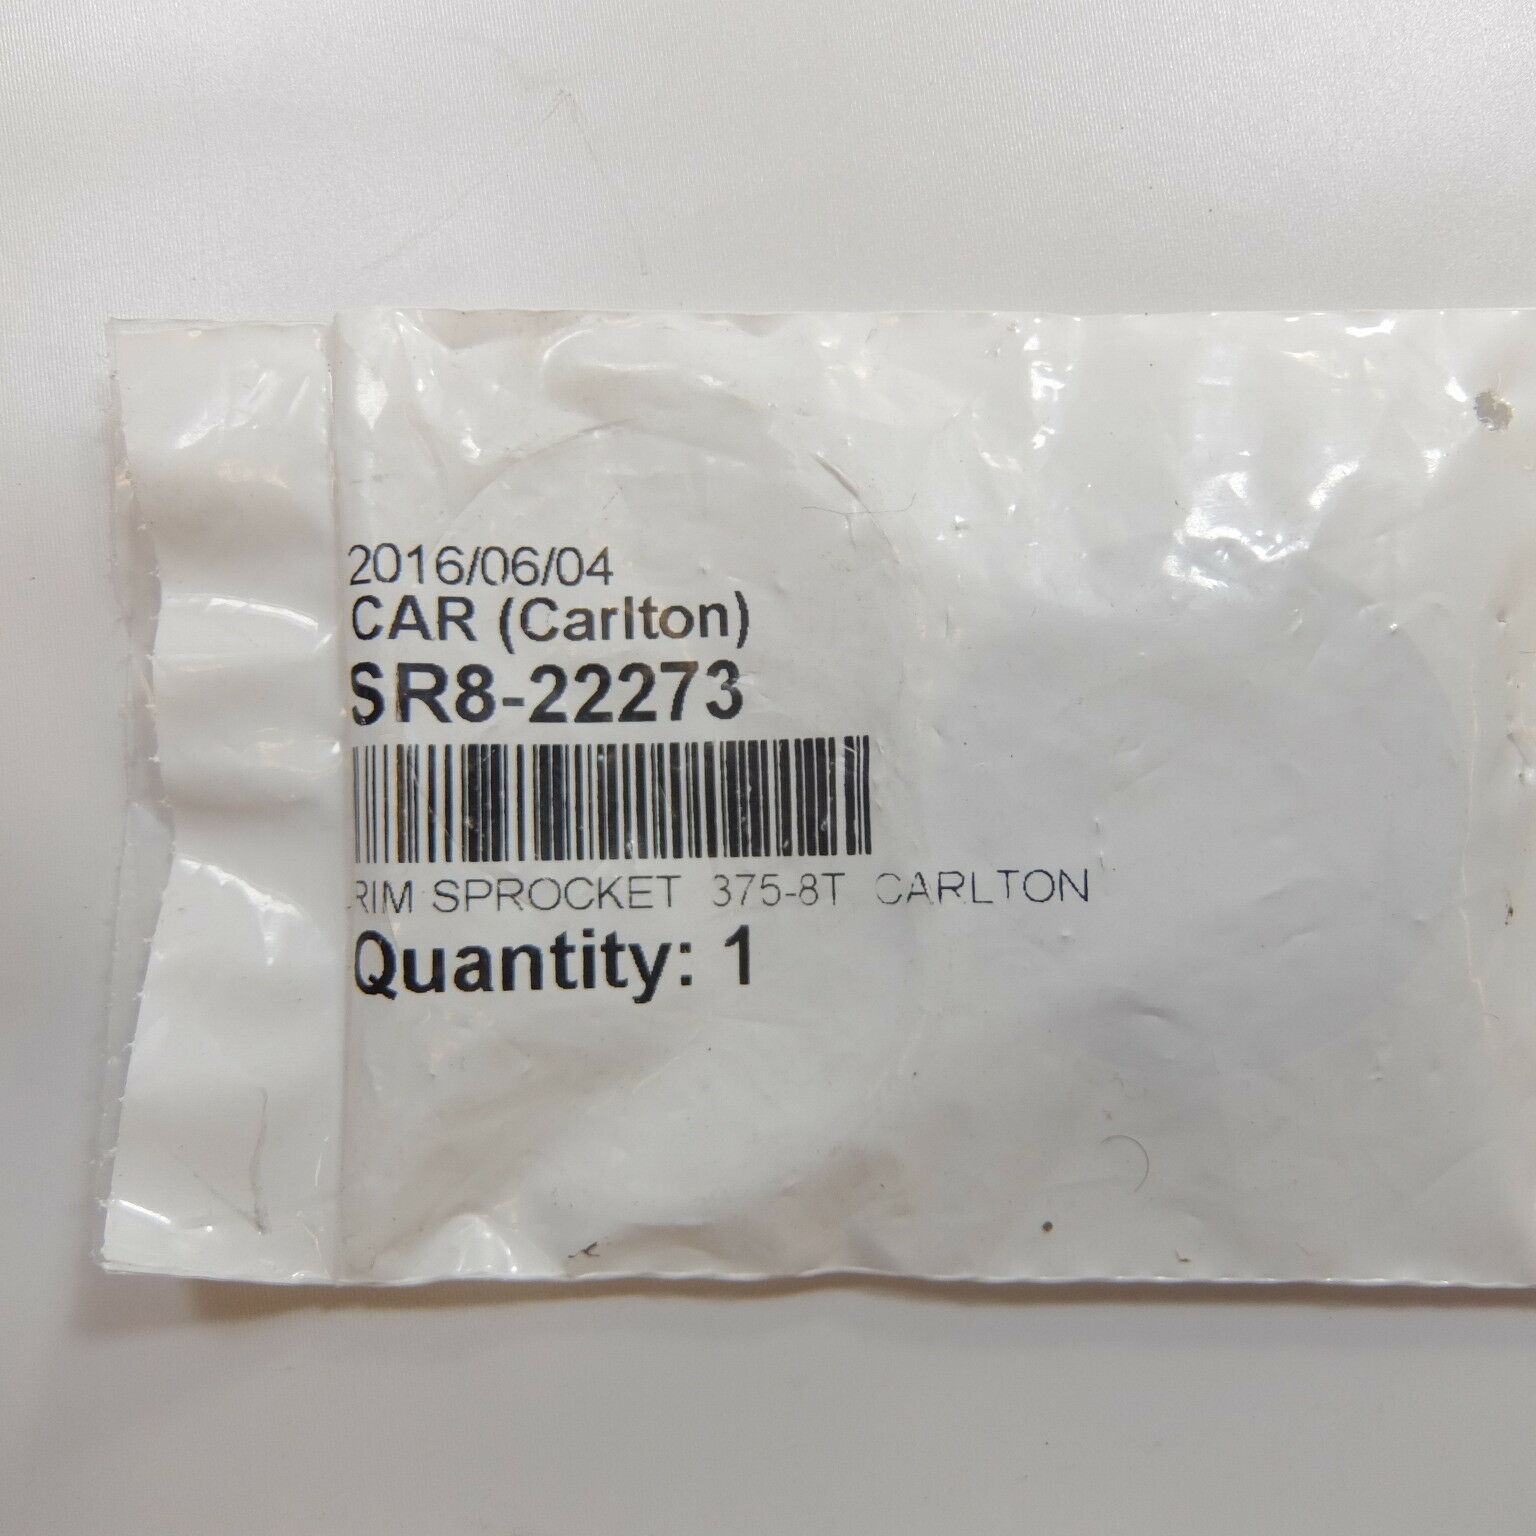 2016/06/04
CAR (Carlton)
SR8-22273
RIM SPROCKET 375-8T CARLTON
Quantity: 1